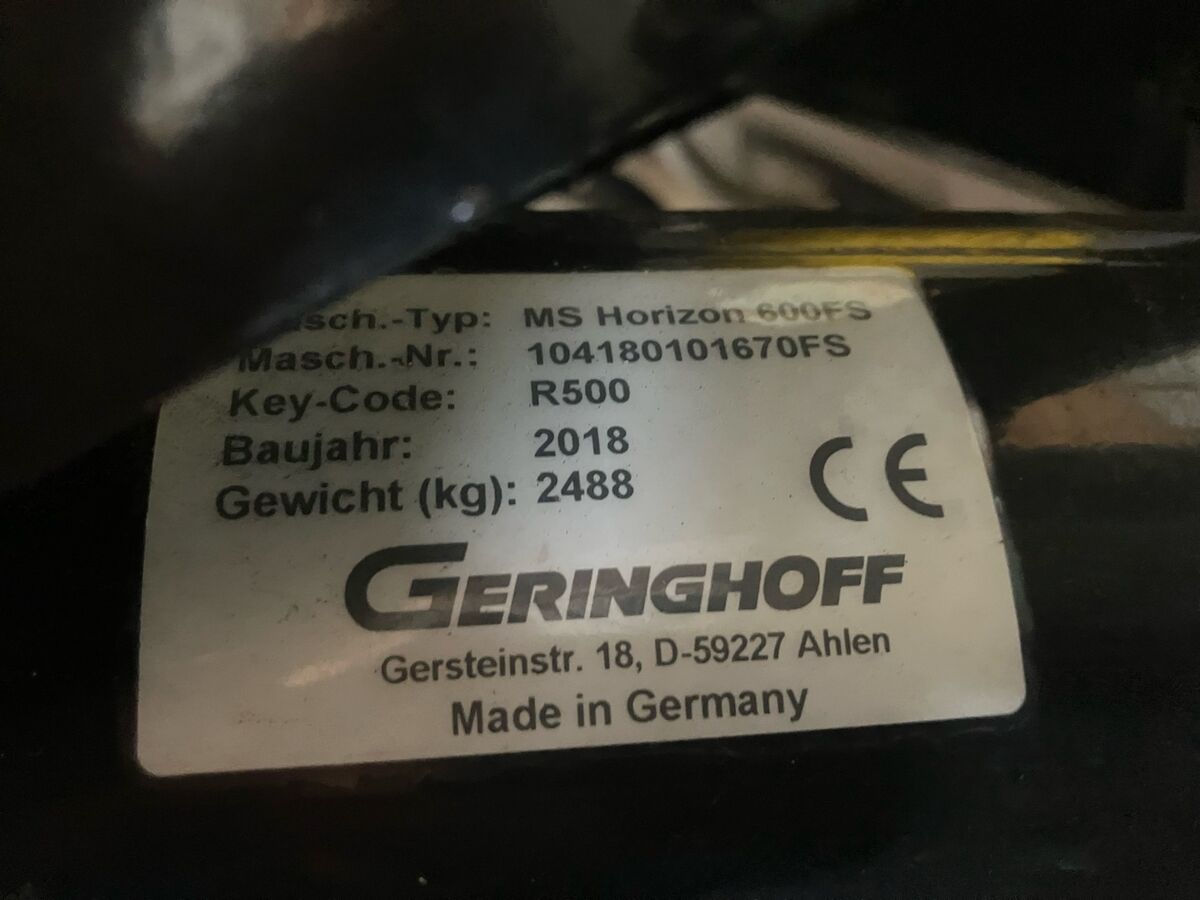 asch.-Typ: MS Horizon 600FS
Masch.-Nr.: 104180101670FS
Key-Code: R500
Baujahr: 2018
Gewicht (kg): 2488
CE
GERINGHOFF
Gersteinstr. 18, D-59227 Ahlen
Made in Germany